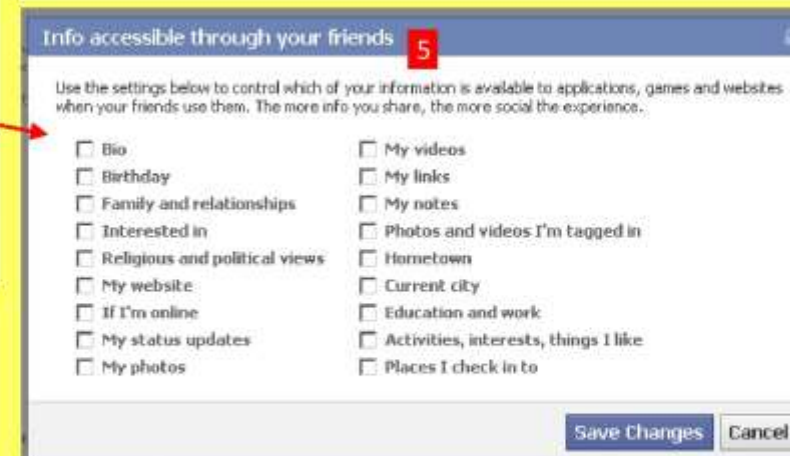 Info accessible through your friends
5
Use the settings below to control which of your information is available to applications, games and websites
when your friends use them. The more info you share, the more social the experience.
Bio
Birthday
Family and relationships
Interested in
Religious and political views
My website
If I'm online
My status updates
My photos
My videos
My links
My notes
Photos and videos I'm tagged in
Hometown
Current city
Education and work
Activities, interests, things I like
Places I check in to
Save Changes
Cancel